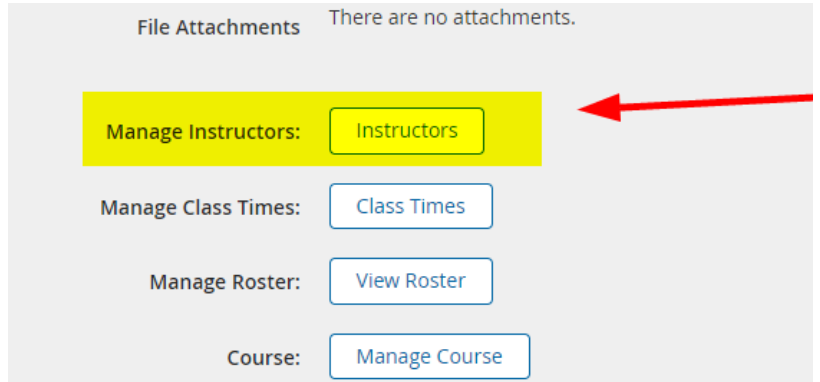 File Attachments There are no attachments.
Manage Instructors: Instructors
Manage Class Times: Class Times
Manage Roster: View Roster
Course: Manage Course